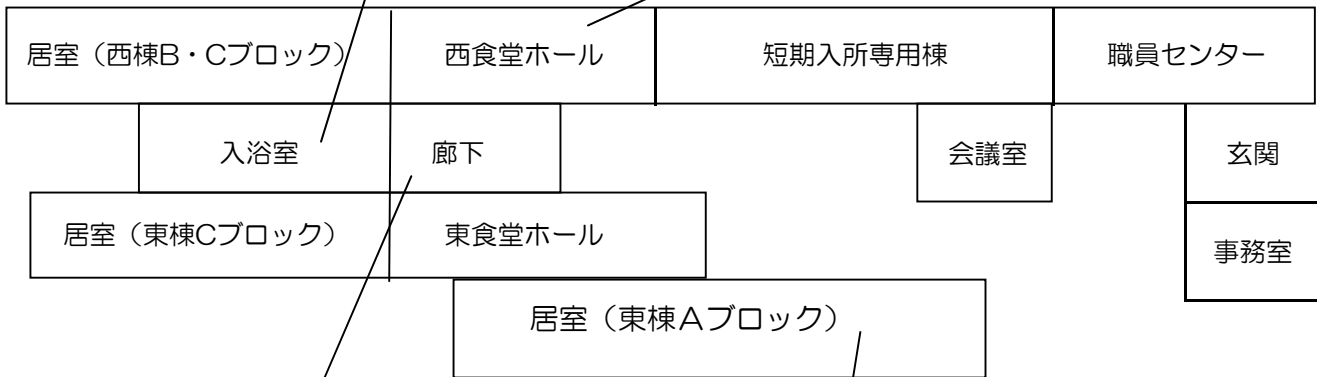 居室（西棟B・Cブロック）
西食堂ホール
短期入所専用棟
職員センター
入浴室
廊下
会議室
玄関
居室（東棟Cブロック）
東食堂ホール
事務室
居室（東棟Aブロック）